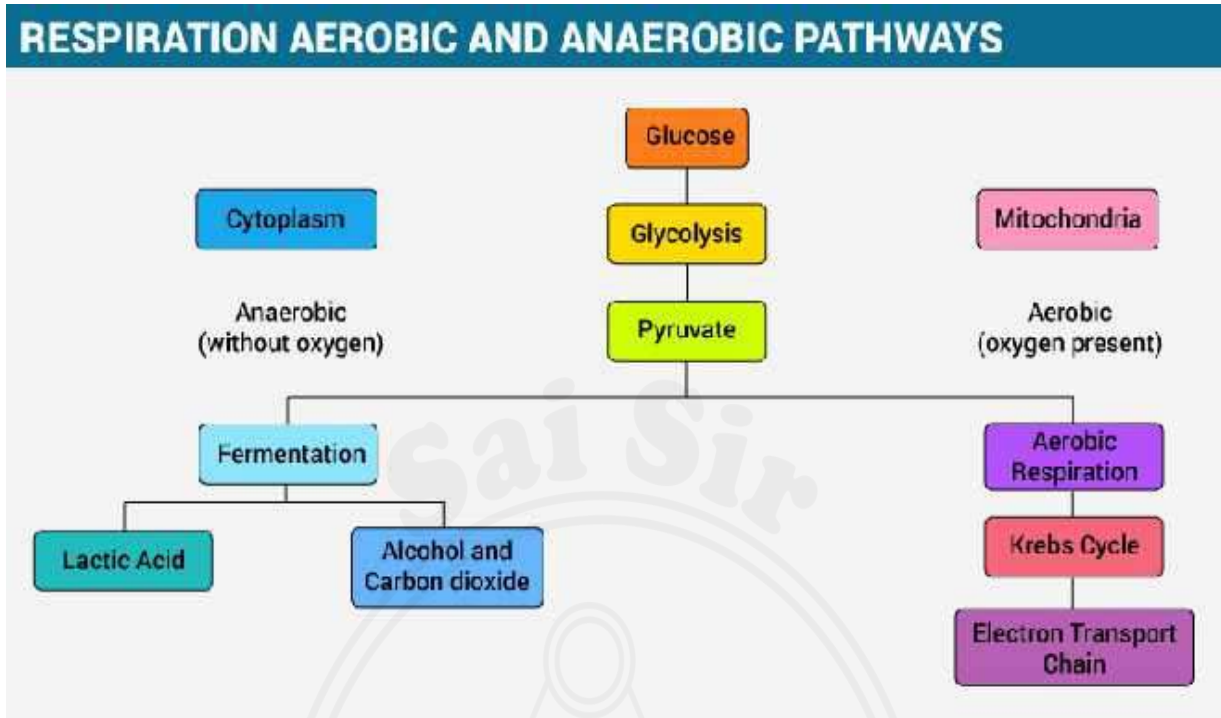 RESPIRATION AEROBIC AND ANAEROBIC PATHWAYS
Glucose
Cytoplasm
Glycolysis
Mitochondria
Anaerobic
(without oxygen)
Pyruvate
Aerobic
(oxygen present)
Fermentation
Aerobic
Respiration
Lactic Acid
Alcohol and
Carbon dioxide
Krebs Cycle
Electron Transport
Chain
Sai Sir